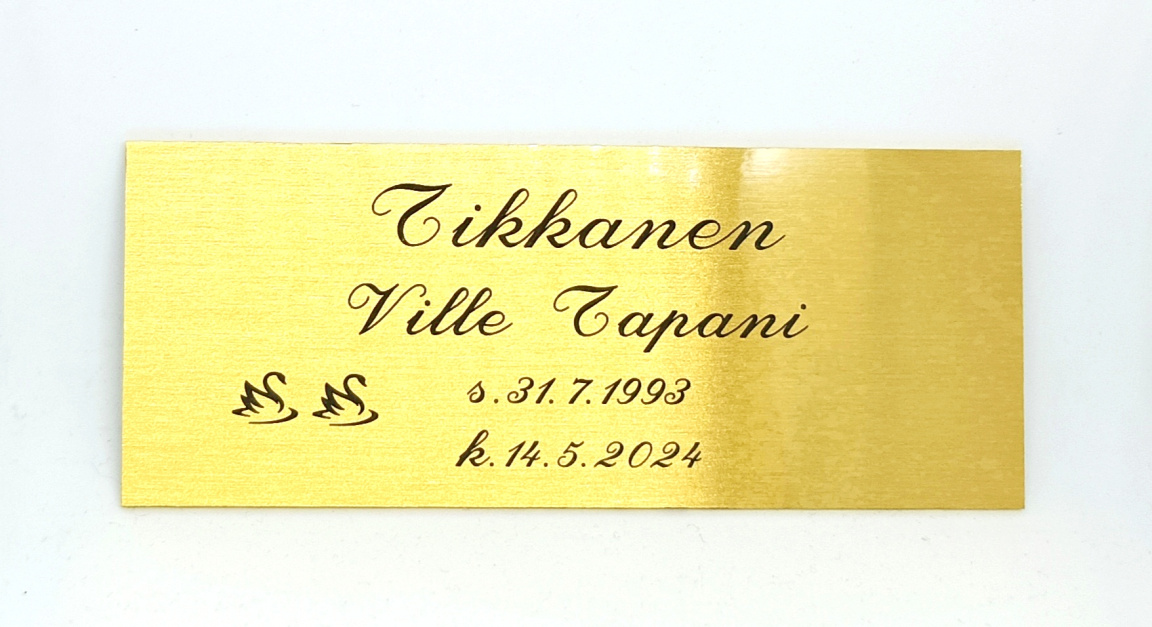 Tikkanen
Ville Tapani
s.31.7.1993
k.14.5.2024